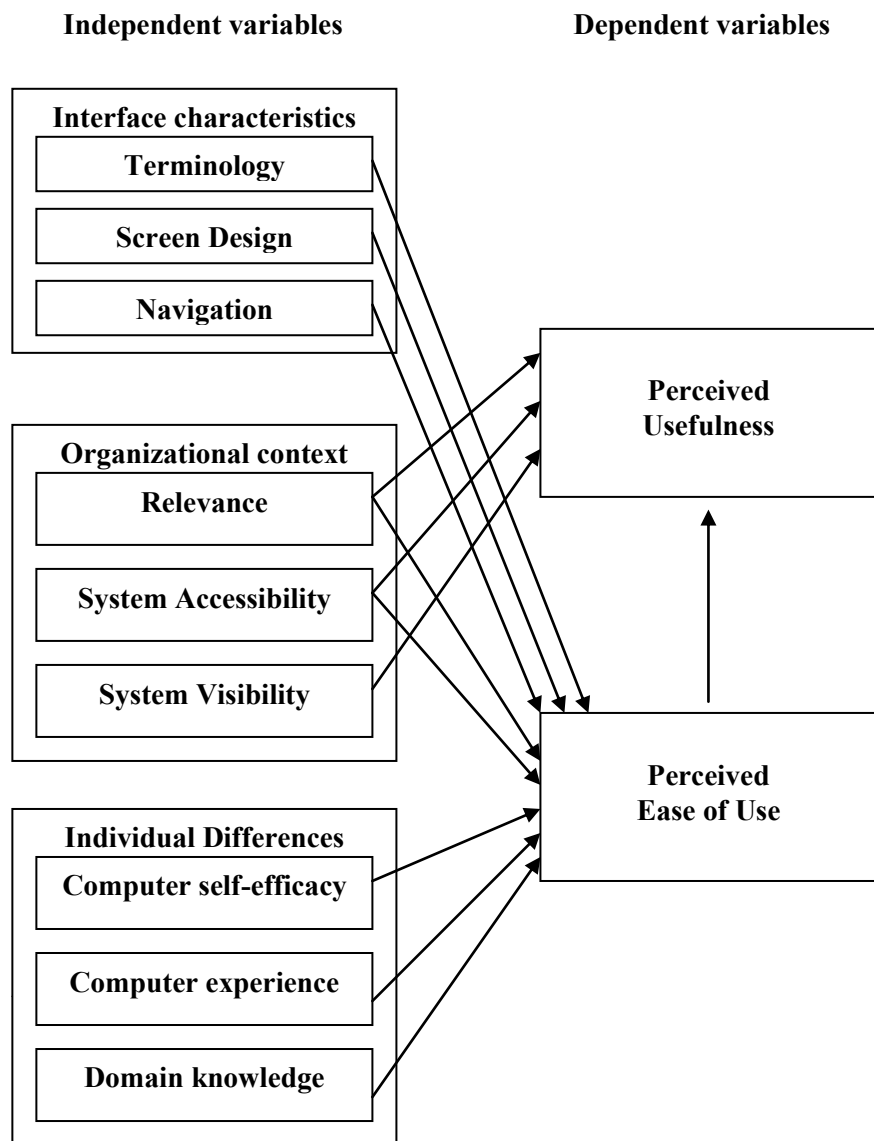 Independent variables
Dependent variables
Interface characteristics
Terminology
Screen Design
Navigation
Organizational context
Relevance
System Accessibility
System Visibility
Individual Differences
Computer self-efficacy
Computer experience
Domain knowledge
Perceived
Usefulness
Perceived
Ease of Use